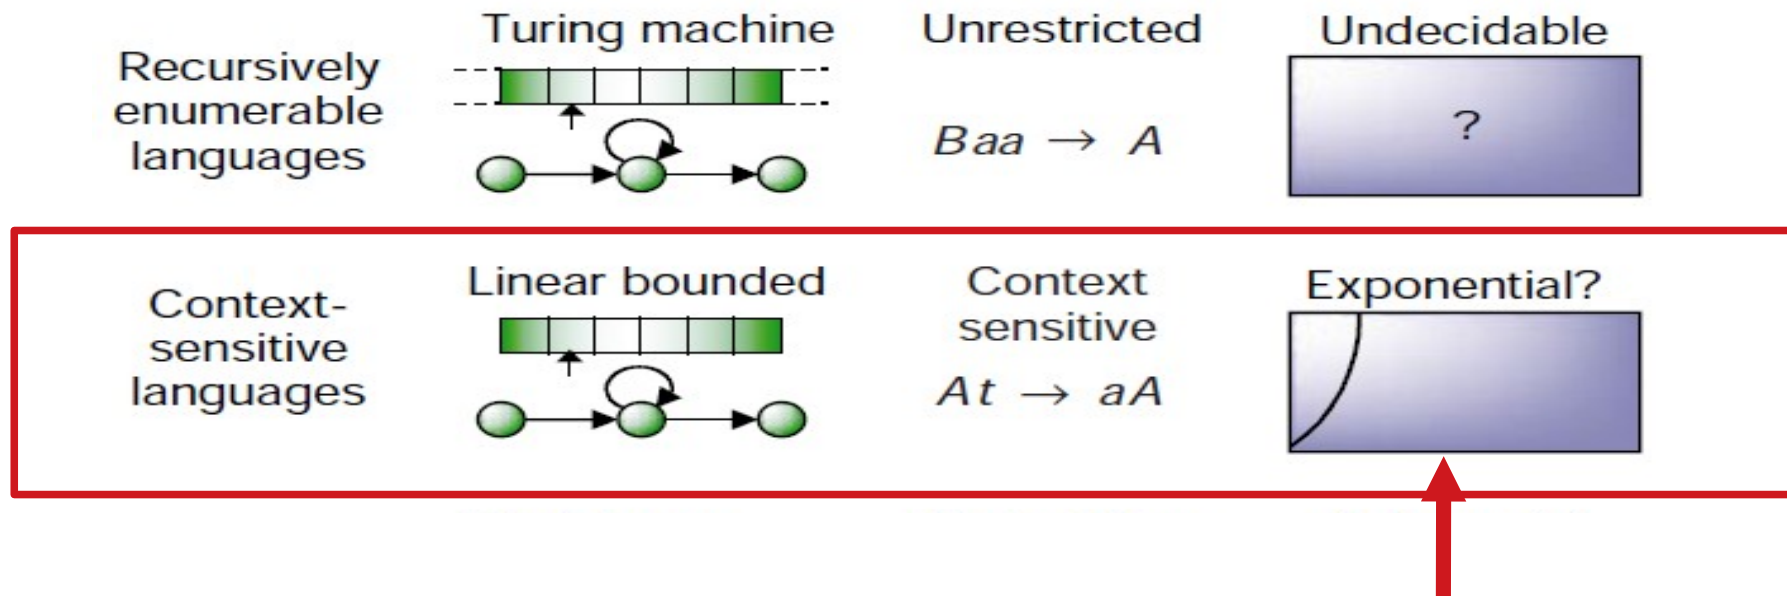 Recursively
enumerable
languages
Turing machine
Unrestricted
Baa → A
Undecidable
?
Context-
sensitive
languages
Linear bounded
Context
sensitive
At → aA
Exponential?